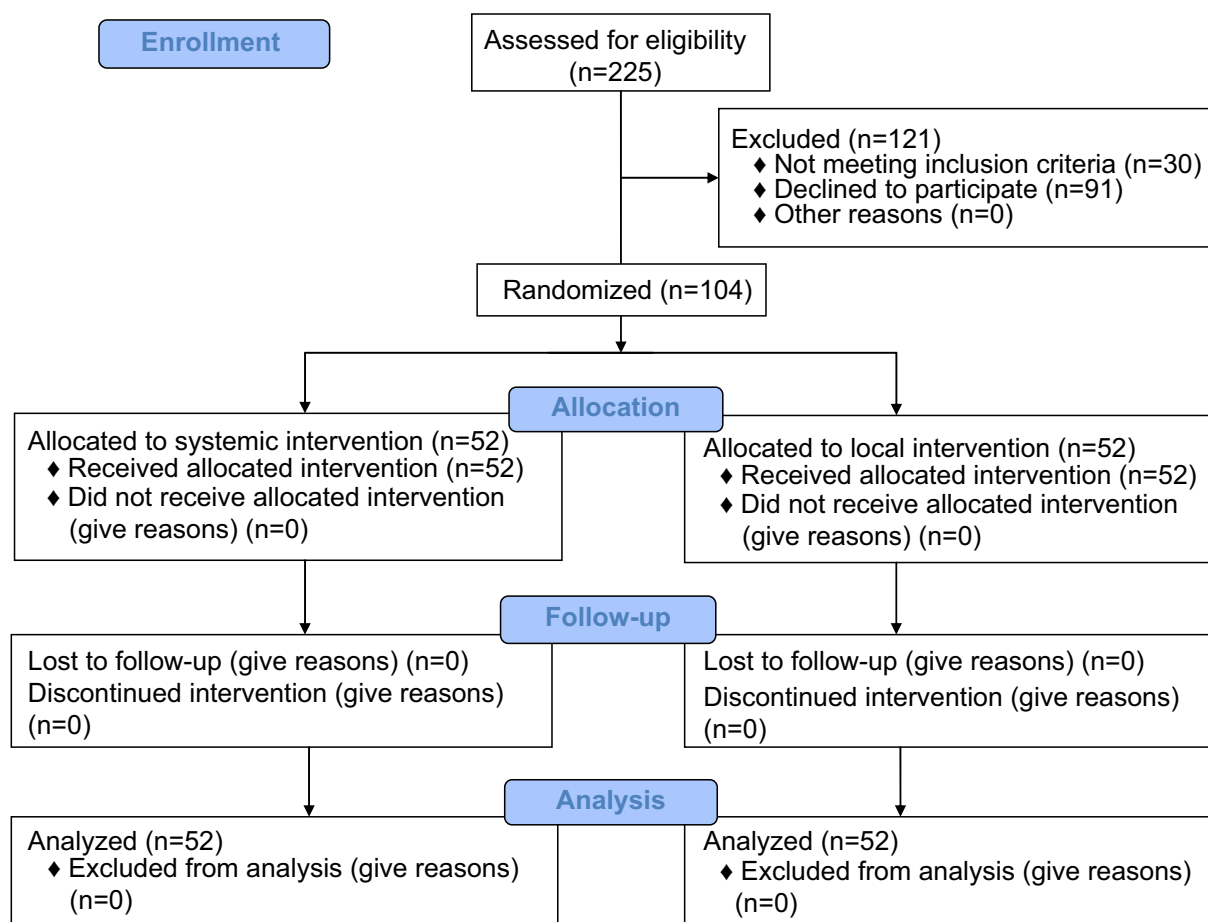 Enrollment
Assessed for eligibility
(n=225)
Excluded (n=121)
♦ Not meeting inclusion criteria (n=30)
♦ Declined to participate (n=91)
♦ Other reasons (n=0)
Randomized (n=104)
Allocation
Allocated to systemic intervention (n=52)
♦ Received allocated intervention (n=52)
♦ Did not receive allocated intervention
(give reasons) (n=0)
Allocated to local intervention (n=52)
♦ Received allocated intervention (n=52)
♦ Did not receive allocated intervention
(give reasons) (n=0)
Follow-up
Lost to follow-up (give reasons) (n=0)
Discontinued intervention (give reasons)
(n=0)
Lost to follow-up (give reasons) (n=0)
Discontinued intervention (give reasons)
(n=0)
Analysis
Analyzed (n=52)
♦ Excluded from analysis (give reasons)
(n=0)
Analyzed (n=52)
♦ Excluded from analysis (give reasons)
(n=0)